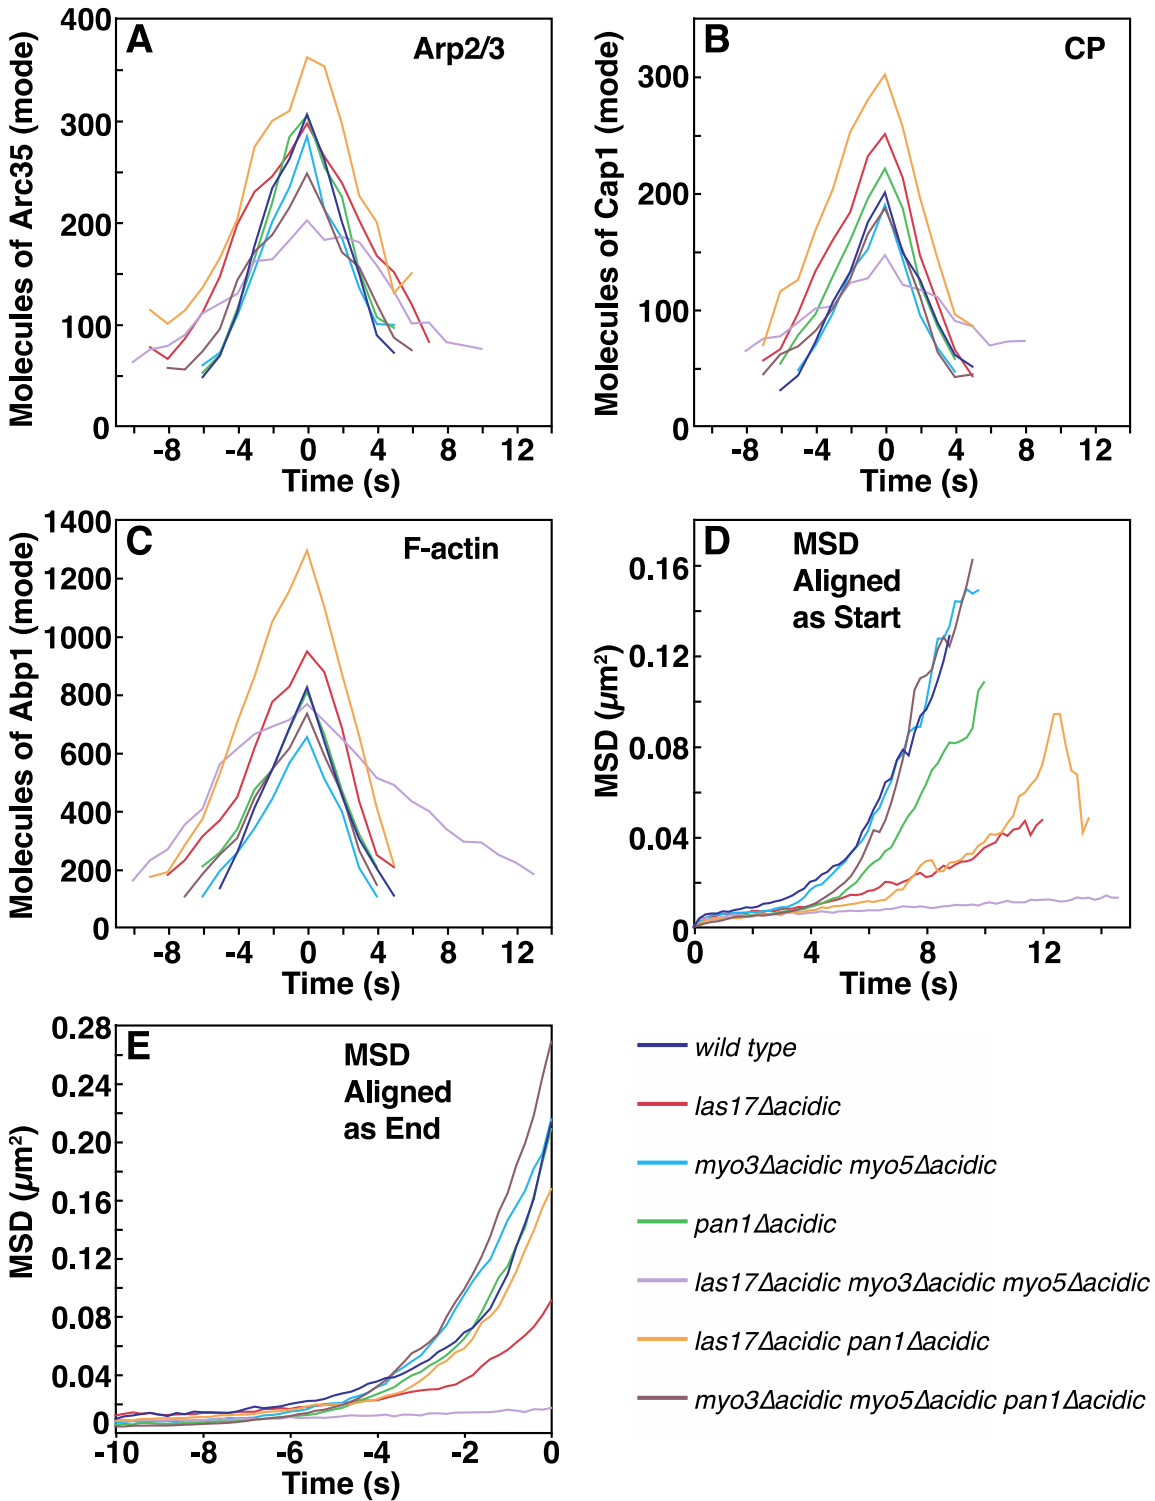 A
Arp2/3
Molecules of Arc35 (mode)
400
300
200
100
0
-8 -4 0 4 8 12
Time (s)
B
CP
Molecules of Cap1 (mode)
300
200
100
0
-8 -4 0 4 8 12
Time (s)
C
F-actin
Molecules of Abp1 (mode)
1400
1200
1000
800
600
400
200
0
-8 -4 0 4 8 12
Time (s)
D
MSD
Aligned
as Start
MSD (µm²)
0.16
0.12
0.08
0.04
0
0 4 8 12
Time (s)
E
MSD
Aligned
as End
MSD (µm²)
0.28
0.24
0.20
0.16
0.12
0.08
0.04
0
-10 -8 -6 -4 -2 0
Time (s)
wild type
las17Δacidic
myo3Δacidic myo5Δacidic
pan1Δacidic
las17Δacidic myo3Δacidic myo5Δacidic
las17Δacidic pan1Δacidic
myo3Δacidic myo5Δacidic pan1Δacidic